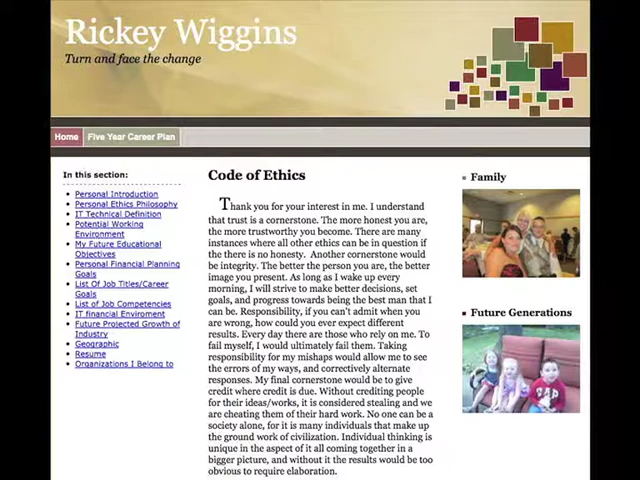 Rickey Wiggins
Turn and face the change
Home
Five Year Career Plan
In this section:
Personal Introduction
Personal Ethics Philosophy
IT Technical Definition
Potential Working
Environment
My Future Educational
Objectives
Personal Financial Planning
Goals
List Of Job Titles/Career
Goals
List of Job Competencies
IT financial Enviroment
Future Projected Growth of
Industry
Geographic
Resume
Organizations I Belong to
Code of Ethics
Thank you for your interest in me. I understand
that trust is a cornerstone. The more honest you are,
the more trustworthy you become. There are many
instances where all other ethics can be in question if
the there is no honesty. Another cornerstone would
be integrity. The better the person you are, the better
image you present. As long as I wake up every
morning, I will strive to make better decisions, set
goals, and progress towards being the best man that I
can be. Responsibility, if you can't admit when you
are wrong, how could you ever expect different
results. Every day there are those who rely on me. To
fail myself, I would ultimately fail them. Taking
responsibility for my mishaps would allow me to see
the errors of my ways, and correctively alternate
responses. My final cornerstone would be to give
credit where credit is due. Without crediting people
for their ideas/works, it is considered stealing and we
are cheating them of their hard work. No one can be a
society alone, for it is many individuals that make up
the ground work of civilization. Individual thinking is
unique in the aspect of it all coming together in a
bigger picture, and without it the results would be too
obvious to require elaboration.
Family
Future Generations